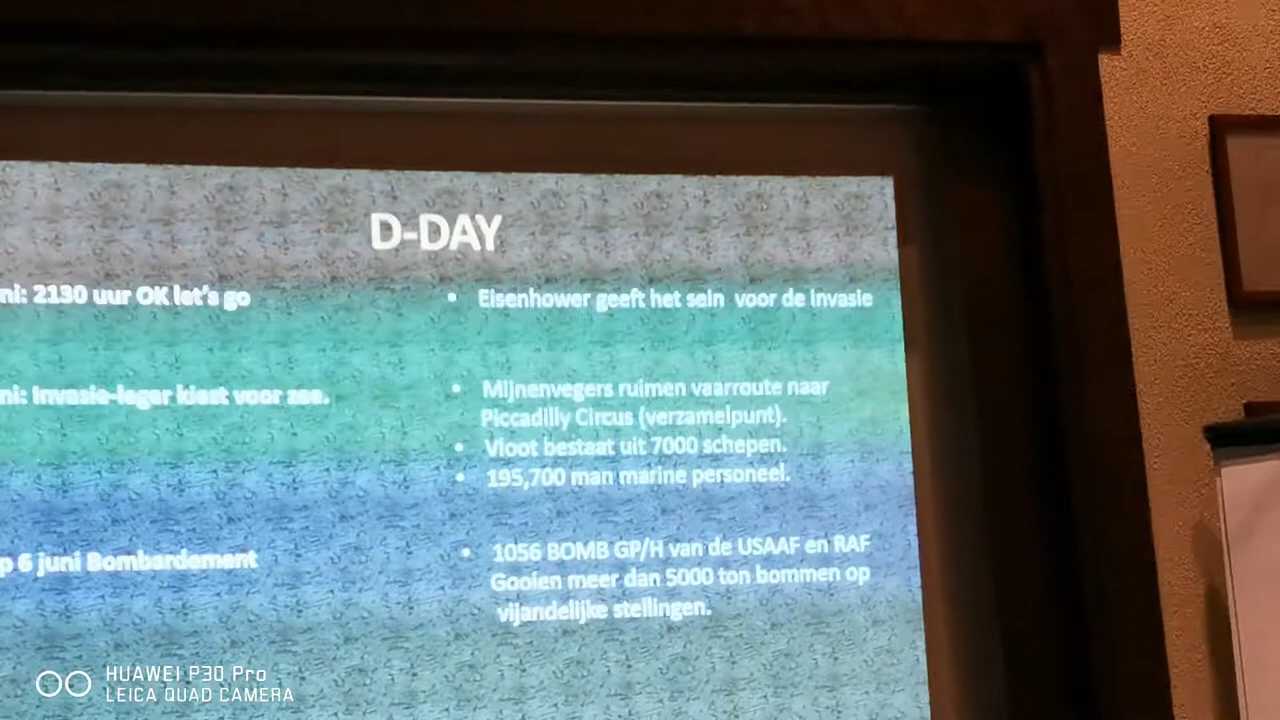 D-DAY
ni: 2130 uur OK let's go
• Eisenhower geeft het sein voor de invasie
ni: Invasie-leger kiest voor zee.
• Mijnenvegers ruimen vaarroute naar
Piccadilly Circus (verzamelpunt).
• Vloot bestaat uit 7000 schepen.
• 195,700 man marine personeel.
p 6 juni Bombardement
• 1056 BOMB GP/H van de USAAF en RAF
Gooien meer dan 5000 ton bommen op
vijandelijke stellingen.
HUAWEI P30 Pro
LEICA QUAD CAMERA